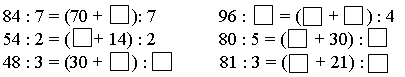 84 : 7 = (70 + □): 7
96 : □ = (□ + □) : 4
54 : 2 = (□+ 14) : 2
80 : 5 = (□ + 30) : □
48 : 3 = (30 + □) : □
81 : 3 = (□ + 21) : □